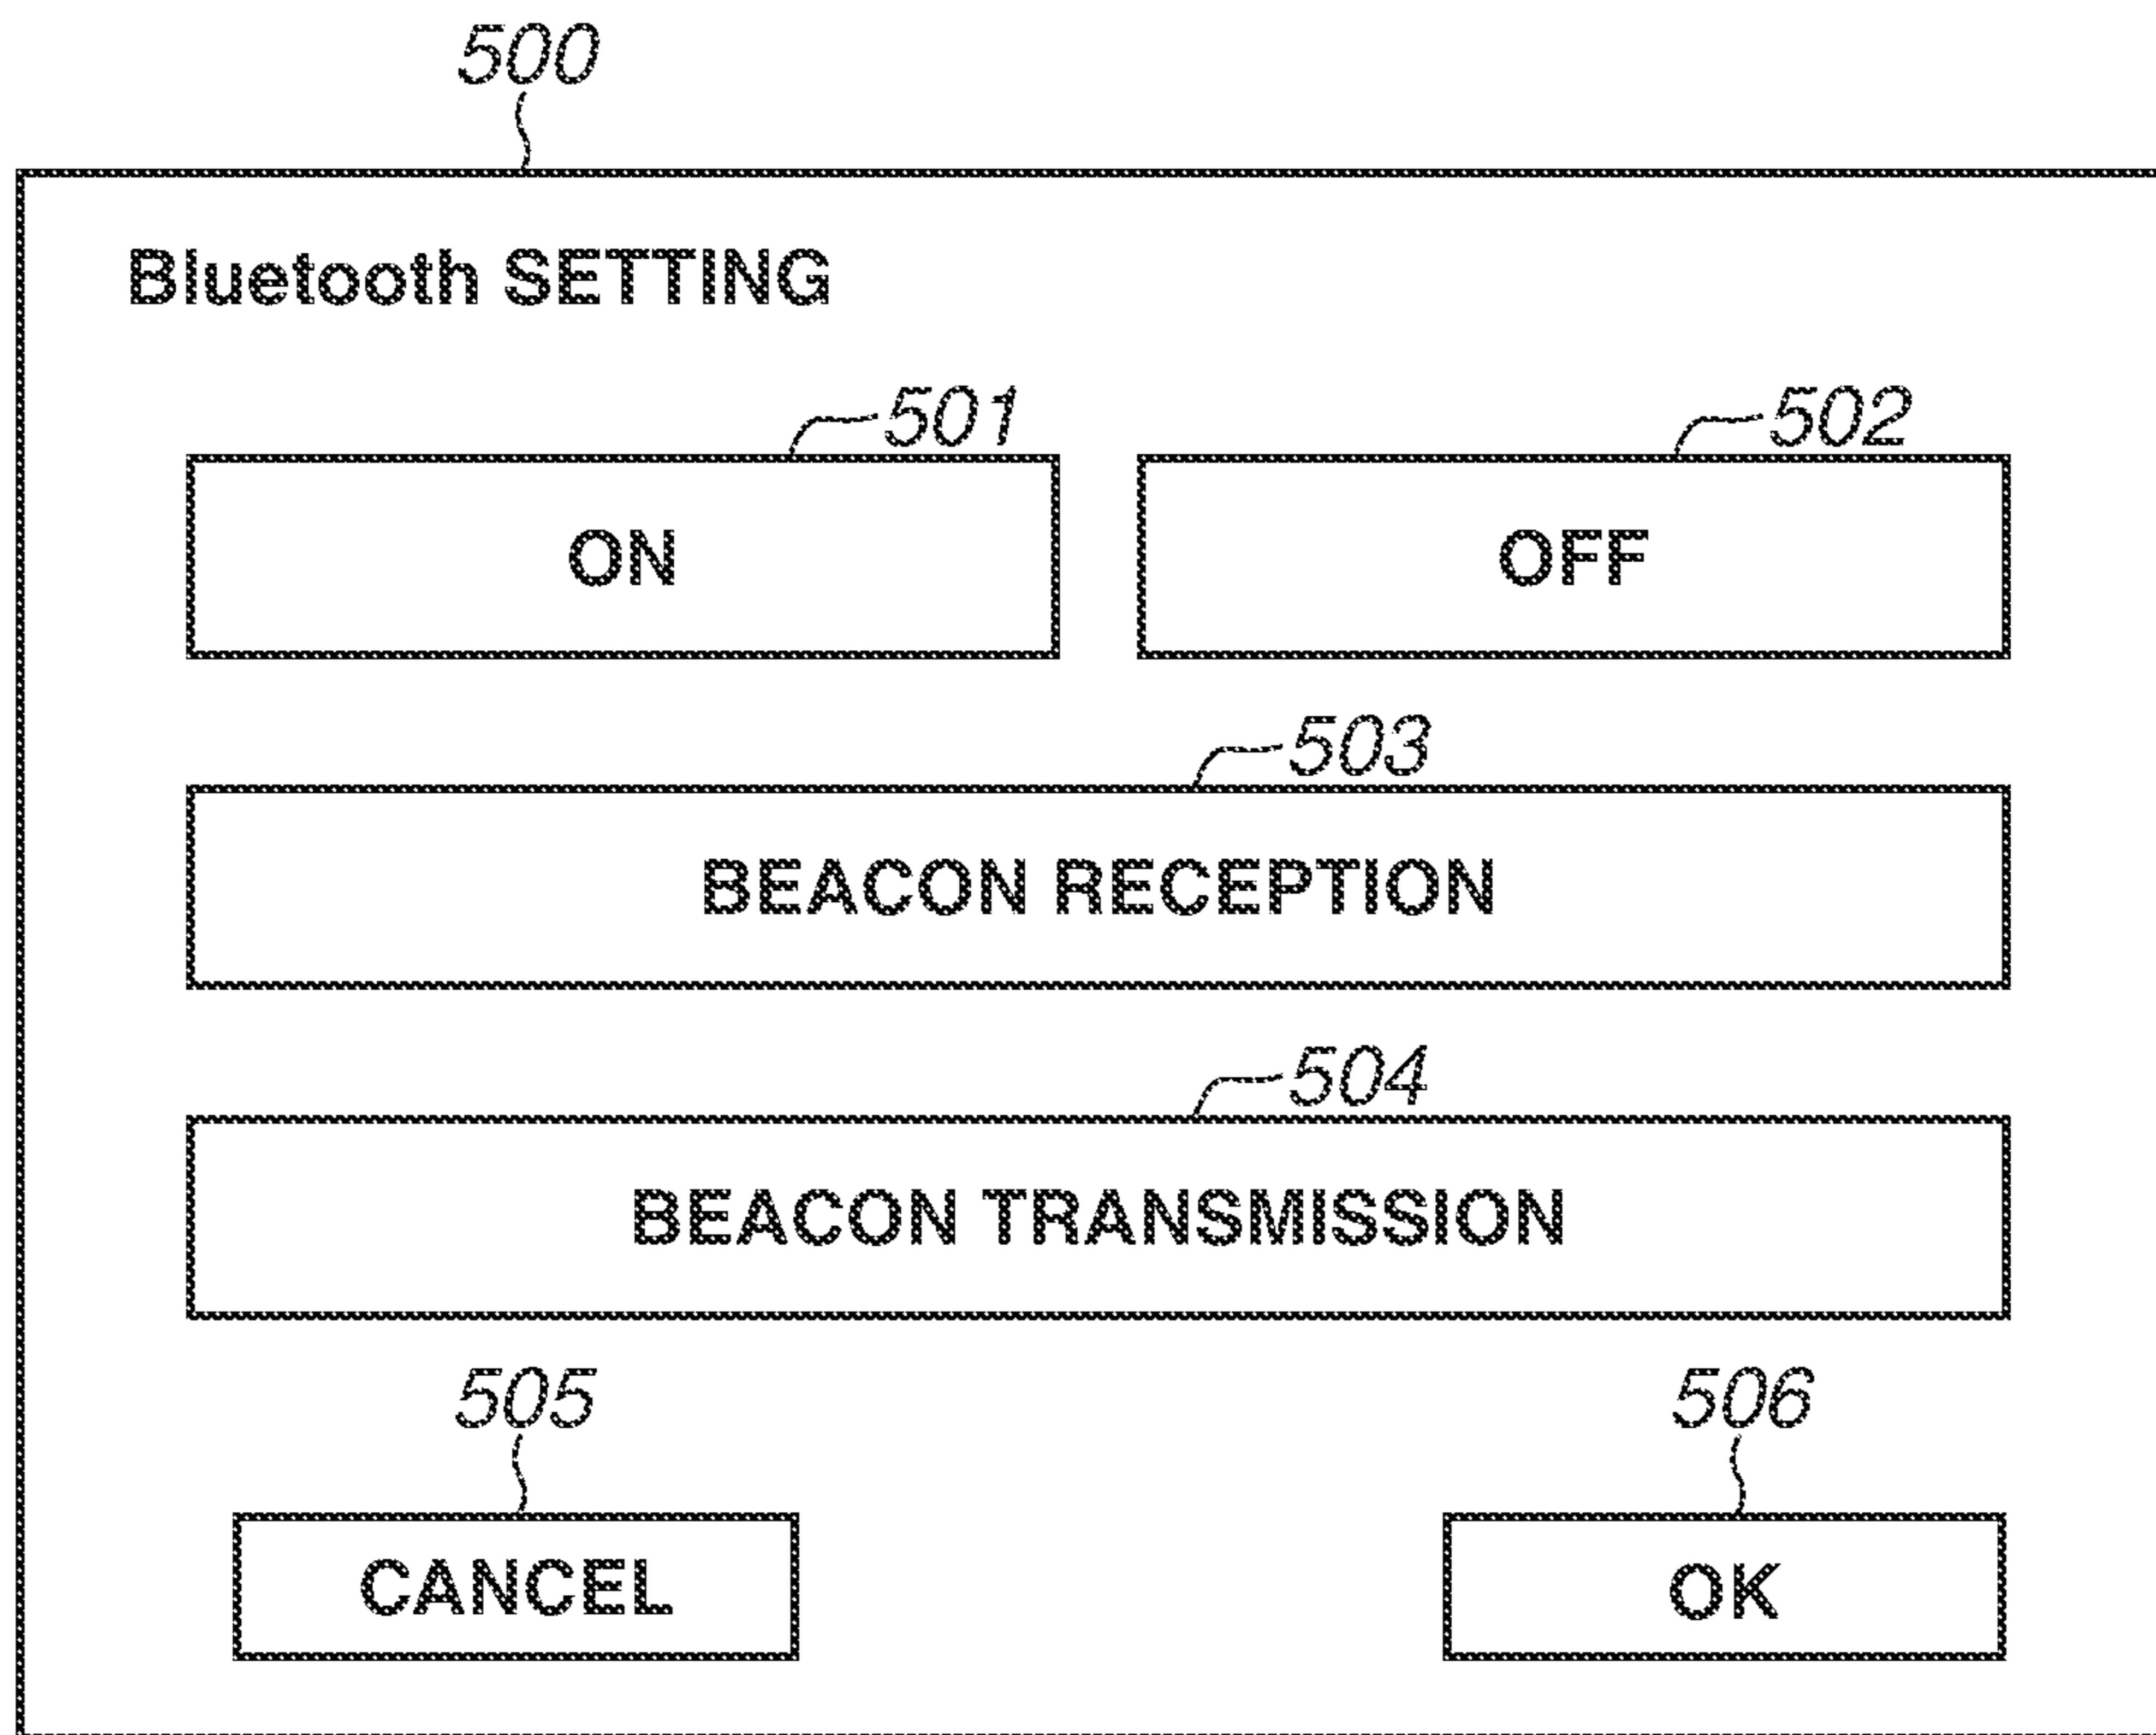 500
Bluetooth SETTING
501
502
ON
OFF
503
BEACON RECEPTION
504
BEACON TRANSMISSION
505
506
CANCEL
OK